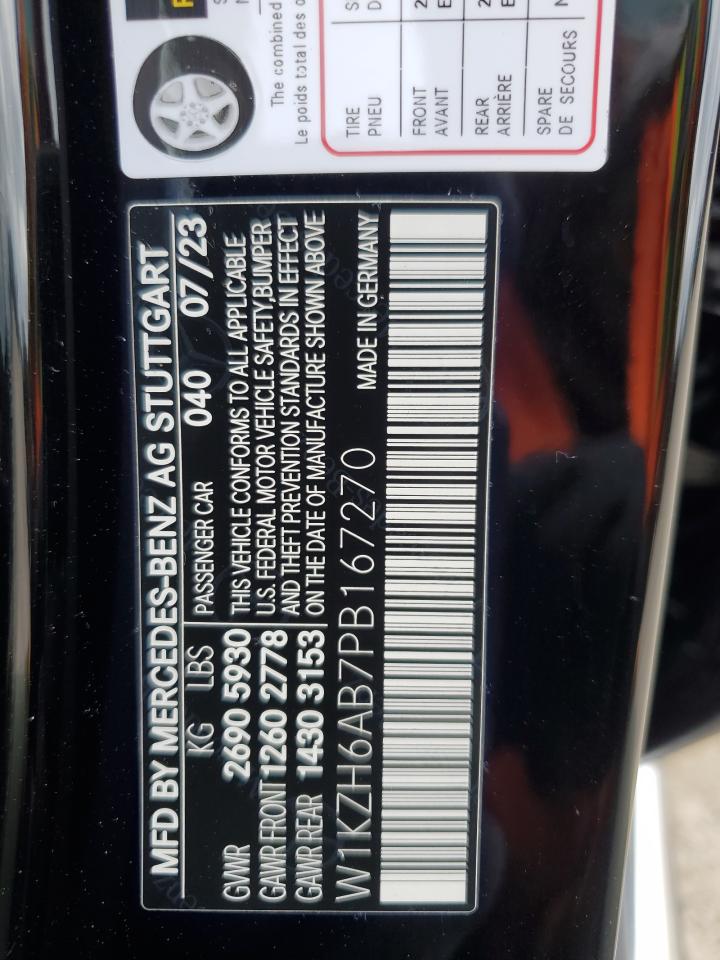 The combined
Le poids total des o
TIRE
PNEU
FRONT
AVANT
REAR
ARRIÈRE
SPARE
DE SECOURS
MFD BY MERCEDES-BENZ AG STUTTGART
KG LBS PASSENGER CAR 040 07/23
GVWR 2690 5930 THIS VEHICLE CONFORMS TO ALL APPLICABLE
GAWR FRONT 1260 2778 U.S. FEDERAL MOTOR VEHICLE SAFETY,BUMPER
AND THEFT PREVENTION STANDARDS IN EFFECT
GAWR REAR 1430 3153 ON THE DATE OF MANUFACTURE SHOWN ABOVE
W1KZH6AB7PB167270 MADE IN GERMANY